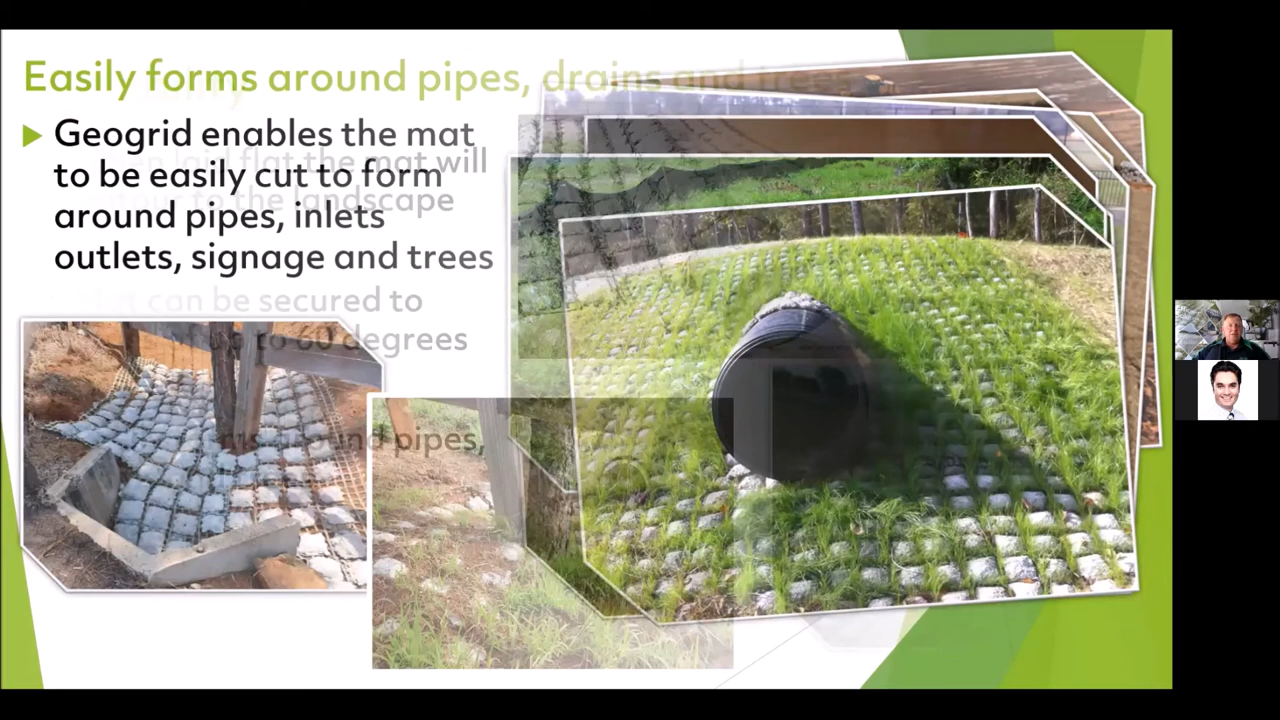 Easily forms around pipes, drains and trees
Geogrid enables the mat
to be easily cut to form
around pipes, inlets
outlets, signage and trees
laid flat the mat will
to the landscape
can be secured to
up to 60 degrees
around pipes,